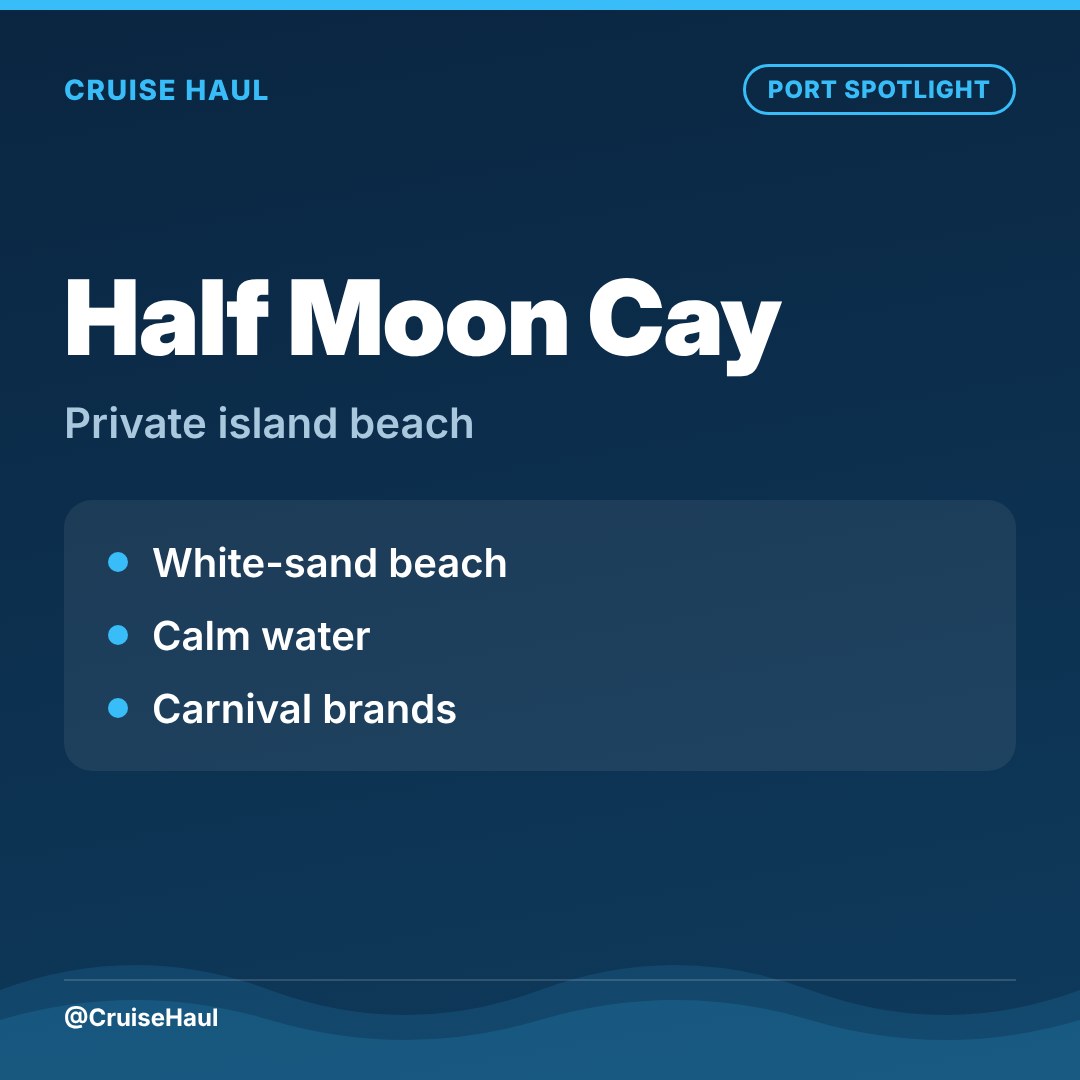 CRUISE HAUL
PORT SPOTLIGHT
Half Moon Cay
Private island beach
White-sand beach
Calm water
Carnival brands
@CruiseHaul